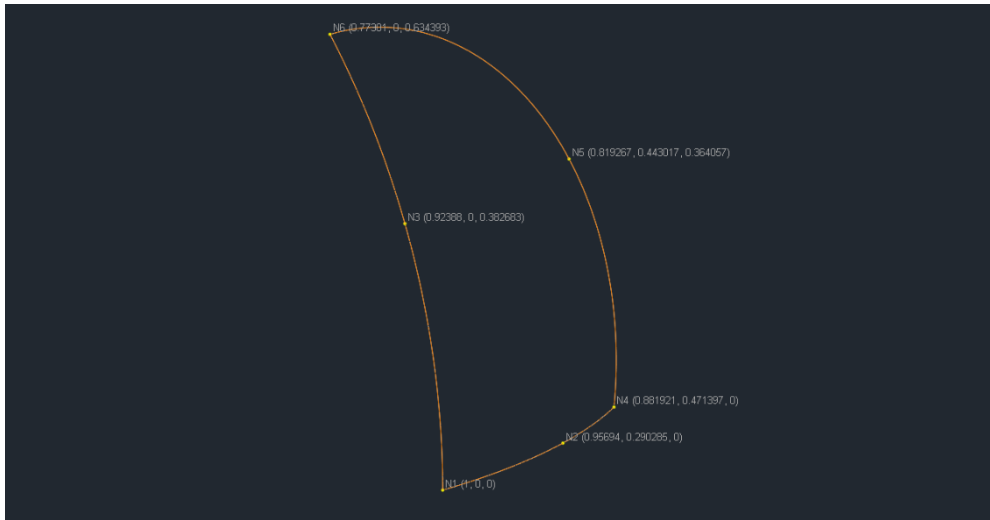 N6 (0.77381, 0, 0.634393)
N5 (0.819267, 0.443017, 0.364057)
N3 (0.92388, 0, 0.382683)
N4 (0.881921, 0.471397, 0)
N2 (0.95694, 0.290285, 0)
N1 (1, 0, 0)